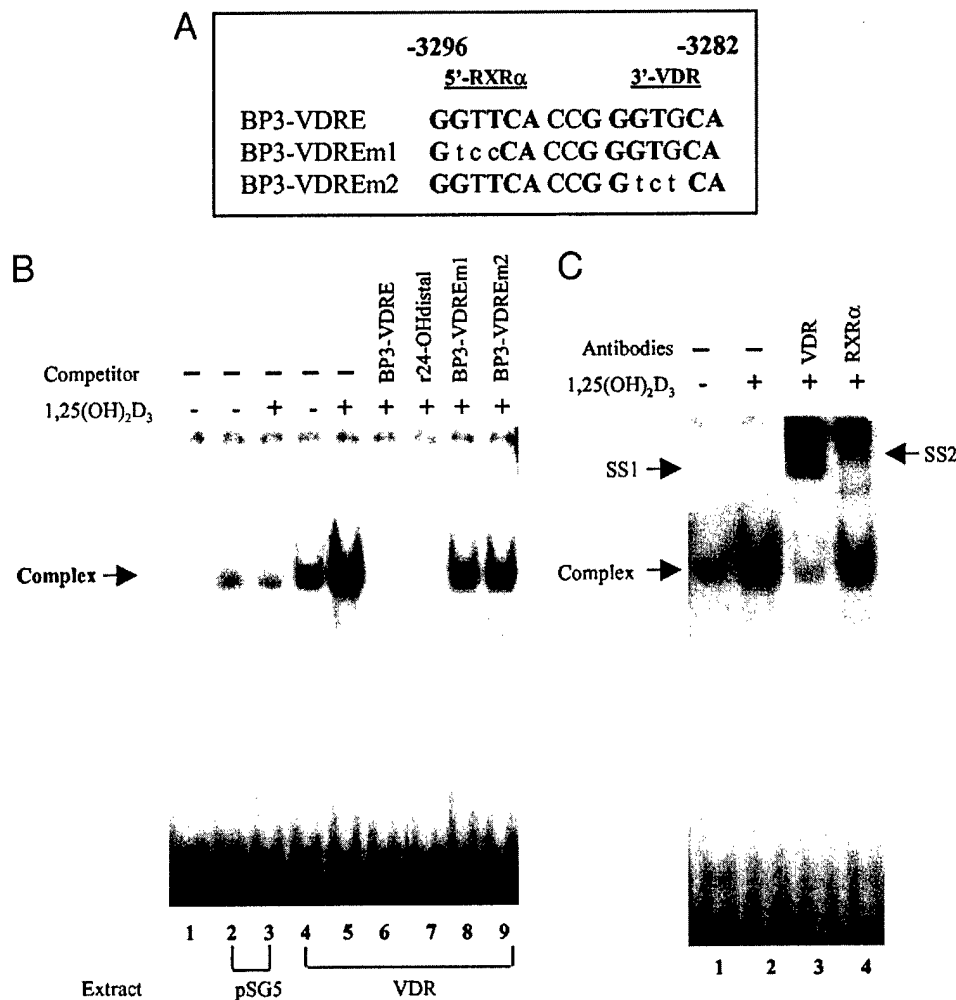 A
-3296 -3282
5'-RXRα 3'-VDR
BP3-VDRE GGTTCA CCG GGTGCA
BP3-VDREm1 GtccCA CCG GGTGCA
BP3-VDREm2 GGTTCA CCG GtctCA
B
BP3-VDRE
r24-OHdistal
BP3-VDREm1
BP3-VDREm2
Competitor – – – – –
1,25(OH)₂D₃ - - + - + + + + +
Complex
1 2 3 4 5 6 7 8 9
Extract pSG5 VDR
C
VDR
RXRα
Antibodies – –
1,25(OH)₂D₃ - + + +
SS1
SS2
Complex
1 2 3 4